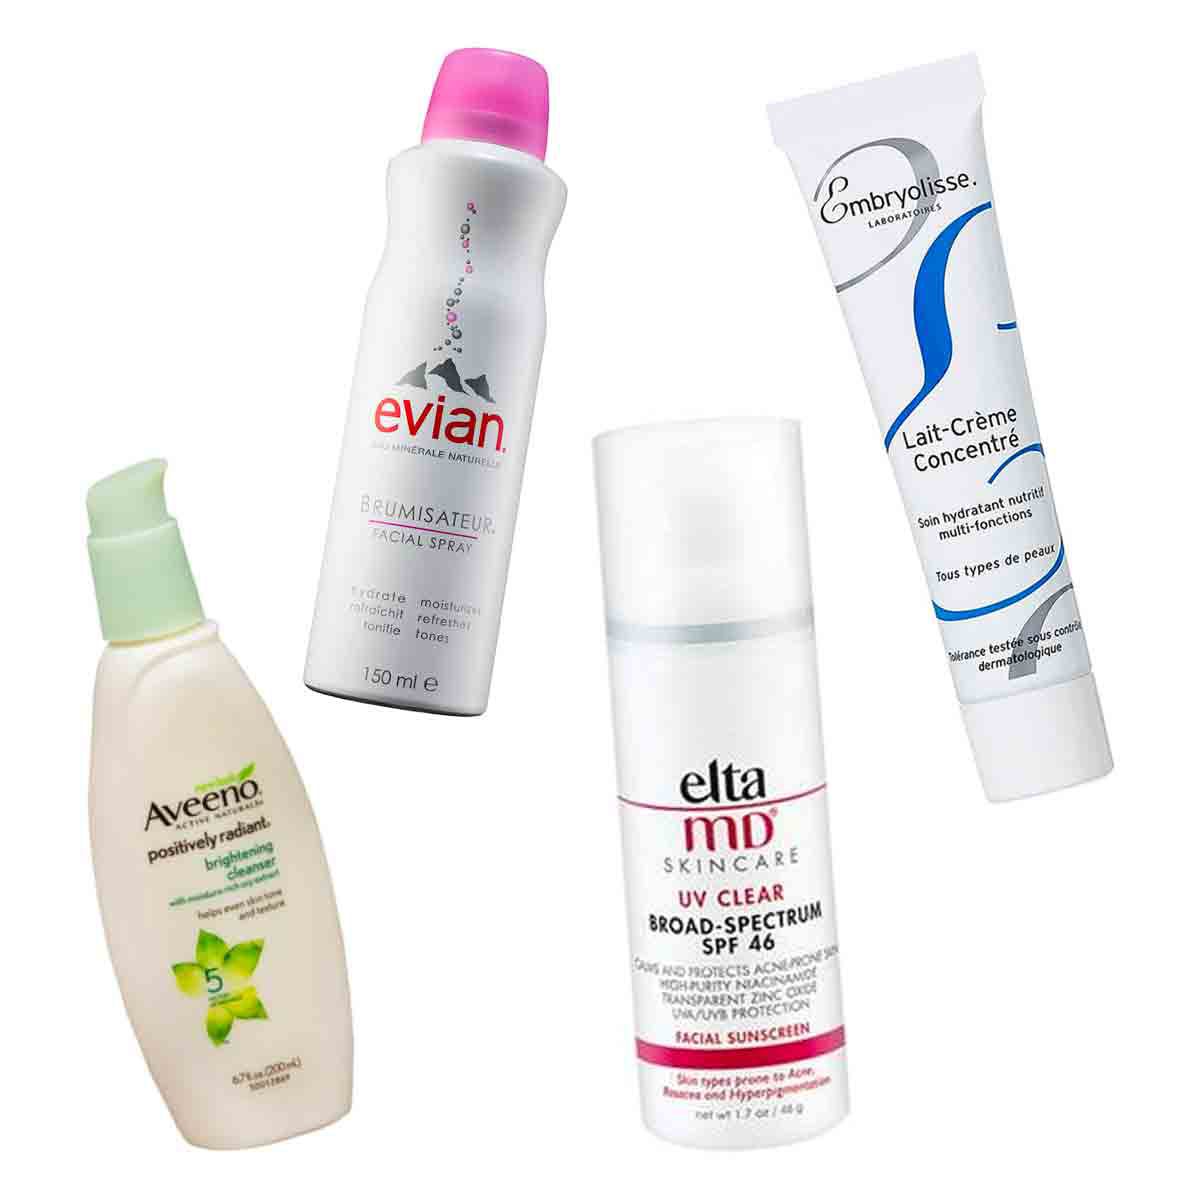 evian.
EAU MINÉRALE NATURELLE
BRUMISATEUR®
FACIAL SPRAY
hydrate moisturizes
rafraîchit refreshes
tonifie tones
150 ml e
Embryolisse.
LABORATOIRES
Lait-Crème
Concentré
Soin hydratant nutritif
multi-fonctions
Tous types de peaux
Tolérance testée sous contrôle
dermatologique
Aveeno®
ACTIVE NATURALS®
positively radiant®
brightening
cleanser
with moisture-rich soy extract
helps even skin tone
and texture
5
6.7 fl. oz. (200 mL)
elta
MD®
SKINCARE
UV CLEAR
BROAD-SPECTRUM
SPF 46
CALMS AND PROTECTS ACNE-PRONE SKIN
HIGH-PURITY NIACINAMIDE
TRANSPARENT ZINC OXIDE
UVA/UVB PROTECTION
FACIAL SUNSCREEN
Skin types prone to Acne,
Rosacea and Hyperpigmentation
net wt 1.7 oz / 48 g